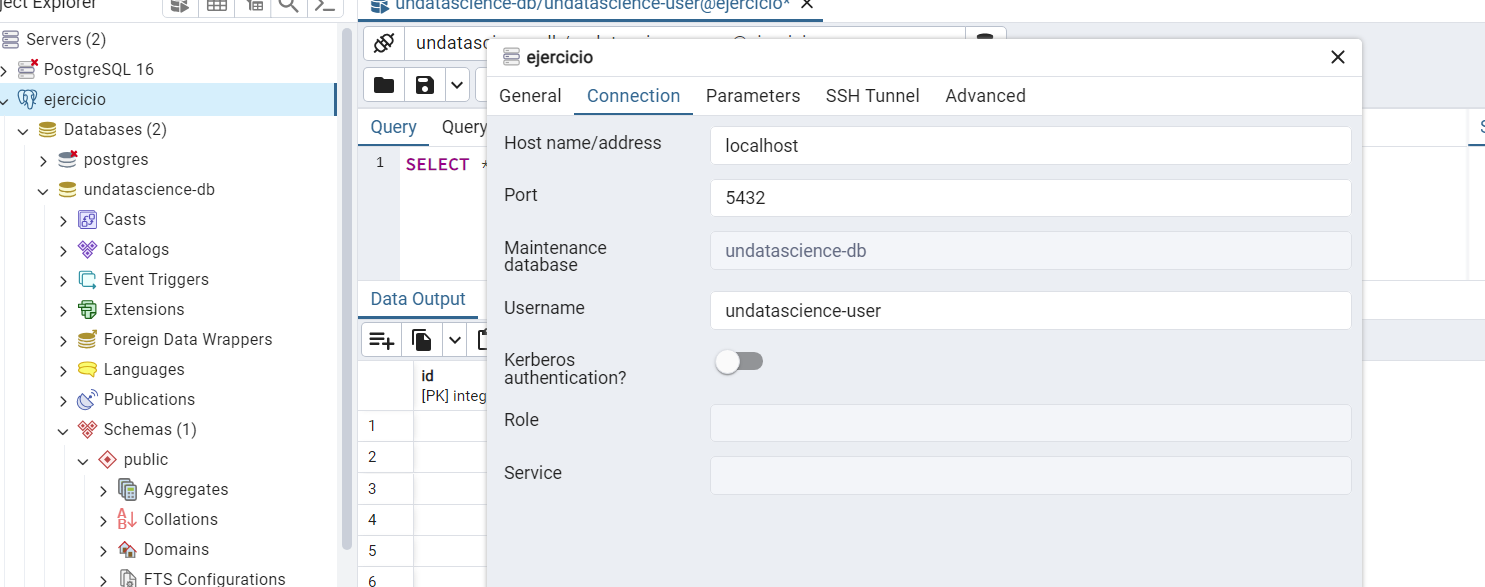 ject Explorer
undatascience-db/undatascience-user@ejercicio*
Servers (2)
PostgreSQL 16
ejercicio
Databases (2)
postgres
undatascience-db
Casts
Catalogs
Event Triggers
Extensions
Foreign Data Wrappers
Languages
Publications
Schemas (1)
public
Aggregates
Collations
Domains
FTS Configurations
Query
Query
1
SELECT *
Data Output
id
[PK] integ
1
2
3
4
5
6
ejercicio
General
Connection
Parameters
SSH Tunnel
Advanced
Host name/address
localhost
Port
5432
Maintenance
database
undatascience-db
Username
undatascience-user
Kerberos
authentication?
Role
Service